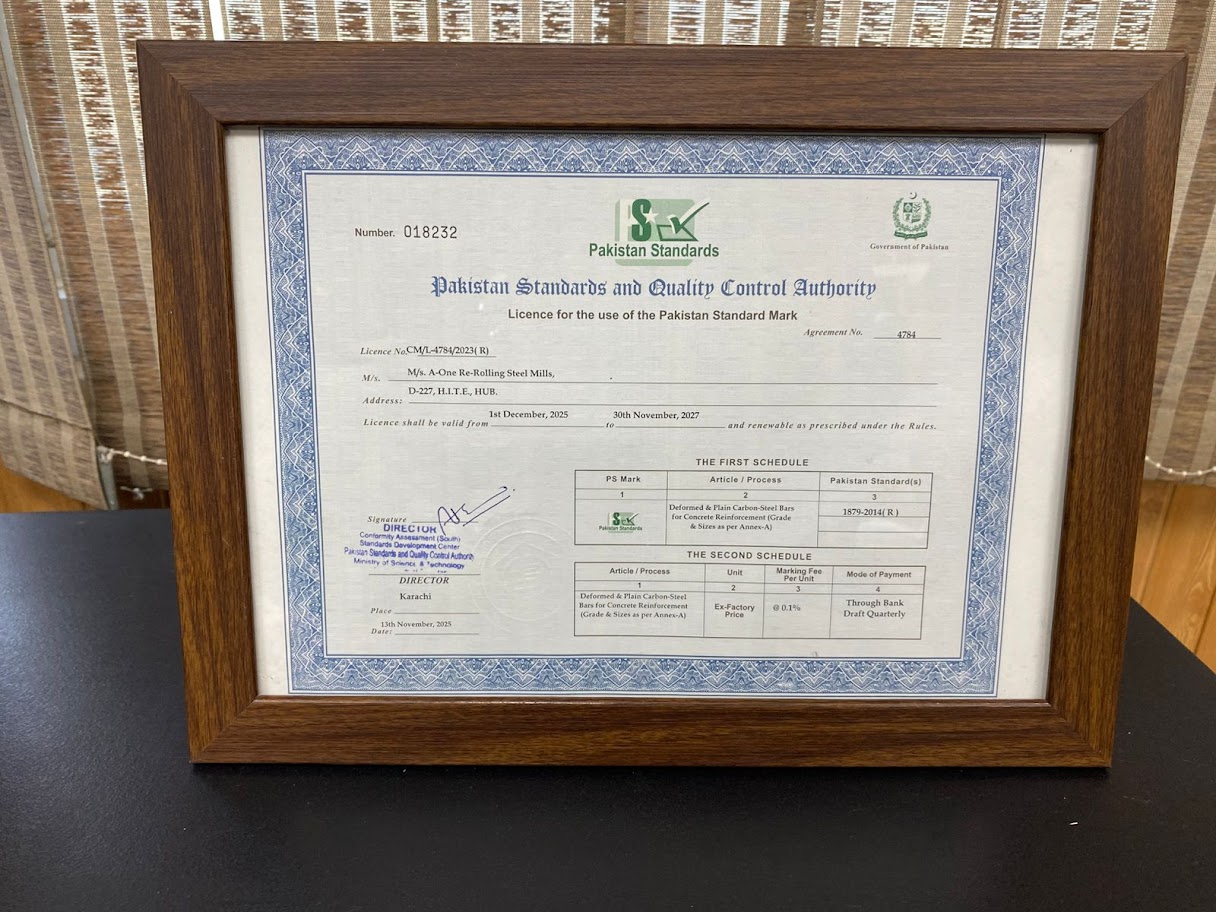 Number. 018232
PS
Pakistan Standards
Government of Pakistan
Pakistan Standards and Quality Control Authority
Licence for the use of the Pakistan Standard Mark
Agreement No. 4784
Licence No. CM/L-4784/2023( R)
M/s. M/s. A-One Re-Rolling Steel Mills,
Address: D-227, H.I.T.E., HUB.
Licence shall be valid from 1st December, 2025 to 30th November, 2027 and renewable as prescribed under the Rules.
THE FIRST SCHEDULE
PS Mark Article / Process Pakistan Standard(s)
1 2 3
Pakistan Standards
Deformed & Plain Carbon-Steel Bars
for Concrete Reinforcement (Grade
& Sizes as per Annex-A)
1879-2014( R )
THE SECOND SCHEDULE
Article / Process Unit Marking Fee Per Unit Mode of Payment
1 2 3 4
Deformed & Plain Carbon-Steel
Bars for Concrete Reinforcement
(Grade & Sizes as per Annex-A)
Ex-Factory
Price
@ 0.1%
Through Bank
Draft Quarterly
Signature
DIRECTOR
Conformity Assessment (South)
Standards Development Center
Pakistan Standards and Quality Control Authority
Ministry of Science & Technology
DIRECTOR
Place Karachi
Date: 13th November, 2025